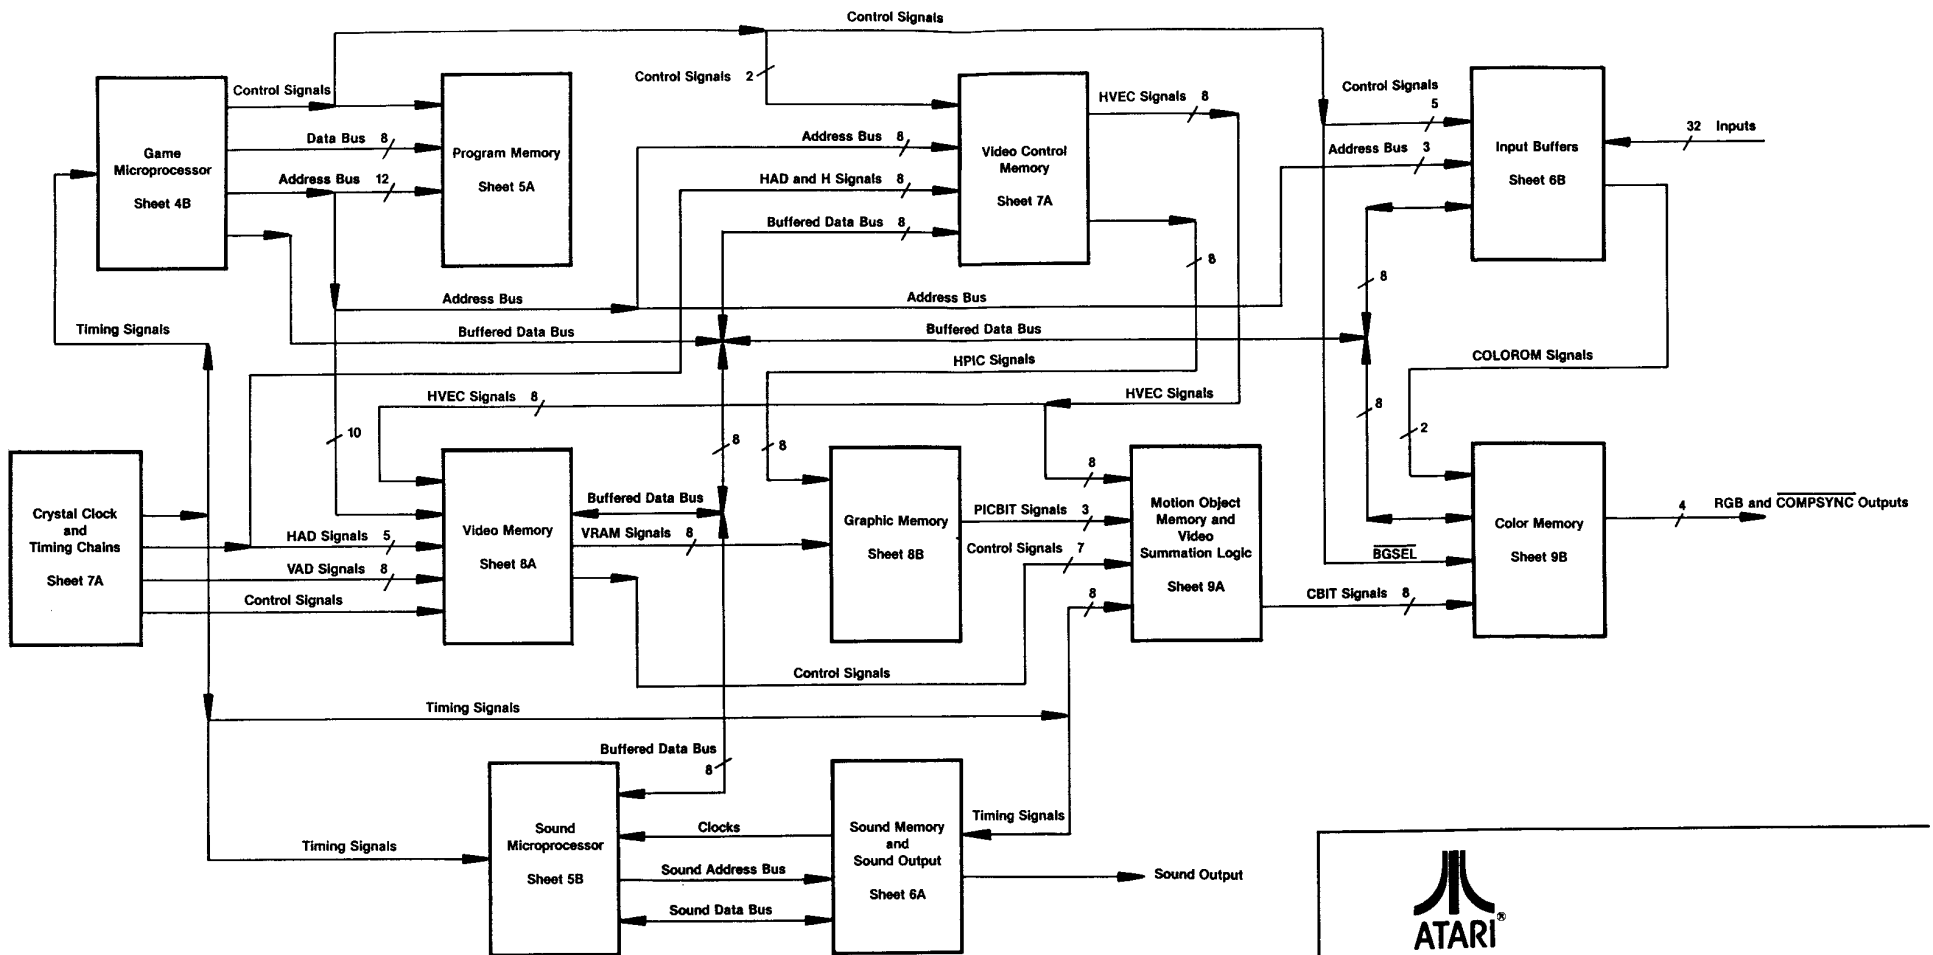 Control Signals
Control Signals
Data Bus 8
Address Bus 12
Game
Microprocessor
Sheet 4B
Program Memory
Sheet 5A
Control Signals 2
Address Bus 8
HAD and H Signals 8
Buffered Data Bus 8
Video Control
Memory
Sheet 7A
HVEC Signals 8
8
Control Signals
5
Address Bus 3
Input Buffers
Sheet 6B
32 Inputs
8
Address Bus
Address Bus
Timing Signals
Buffered Data Bus
Buffered Data Bus
HPIC Signals
COLOROM Signals
HVEC Signals 8
HVEC Signals
10
8
8
8
8
2
Crystal Clock
and
Timing Chains
Sheet 7A
HAD Signals 5
VAD Signals 8
Control Signals
Video Memory
Sheet 8A
Buffered Data Bus
VRAM Signals 8
Graphic Memory
Sheet 8B
PICBIT Signals 3
Control Signals 7
8
Motion Object
Memory and
Video
Summation Logic
Sheet 9A
BGSEL
CBIT Signals 8
Color Memory
Sheet 9B
4 RGB and COMPSYNC Outputs
Control Signals
Timing Signals
Buffered Data Bus
8
Timing Signals
Sound
Microprocessor
Sheet 5B
Clocks
Sound Address Bus
Sound Data Bus
Sound Memory
and
Sound Output
Sheet 6A
Timing Signals
Sound Output
ATARI®